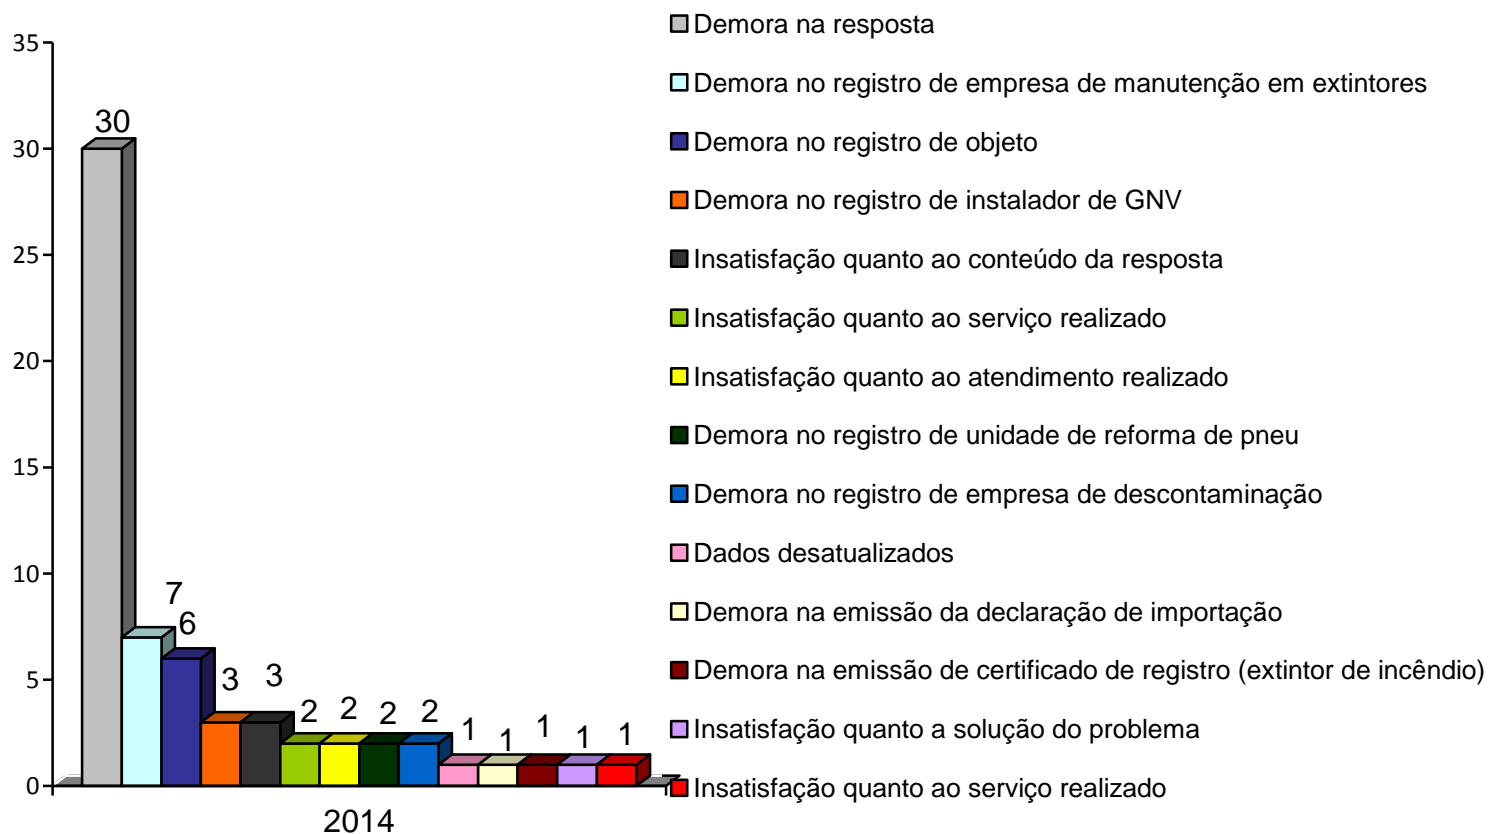 35
30
25
20
15
10
5
0
30
7
6
3
3
2
2
2
2
1
1
1
1
1
2014
Demora na resposta
Demora no registro de empresa de manutenção em extintores
Demora no registro de objeto
Demora no registro de instalador de GNV
Insatisfação quanto ao conteúdo da resposta
Insatisfação quanto ao serviço realizado
Insatisfação quanto ao atendimento realizado
Demora no registro de unidade de reforma de pneu
Demora no registro de empresa de descontaminação
Dados desatualizados
Demora na emissão da declaração de importação
Demora na emissão de certificado de registro (extintor de incêndio)
Insatisfação quanto a solução do problema
Insatisfação quanto ao serviço realizado